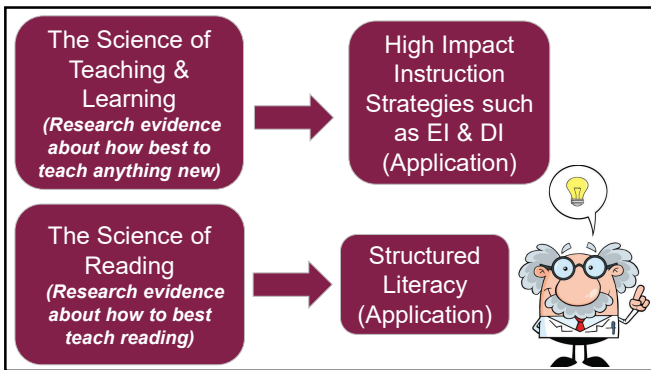 The Science of
Teaching &
Learning
(Research evidence
about how best to
teach anything new)
High Impact
Instruction
Strategies such
as EI & DI
(Application)
The Science of
Reading
(Research evidence
about how to best
teach reading)
Structured
Literacy
(Application)